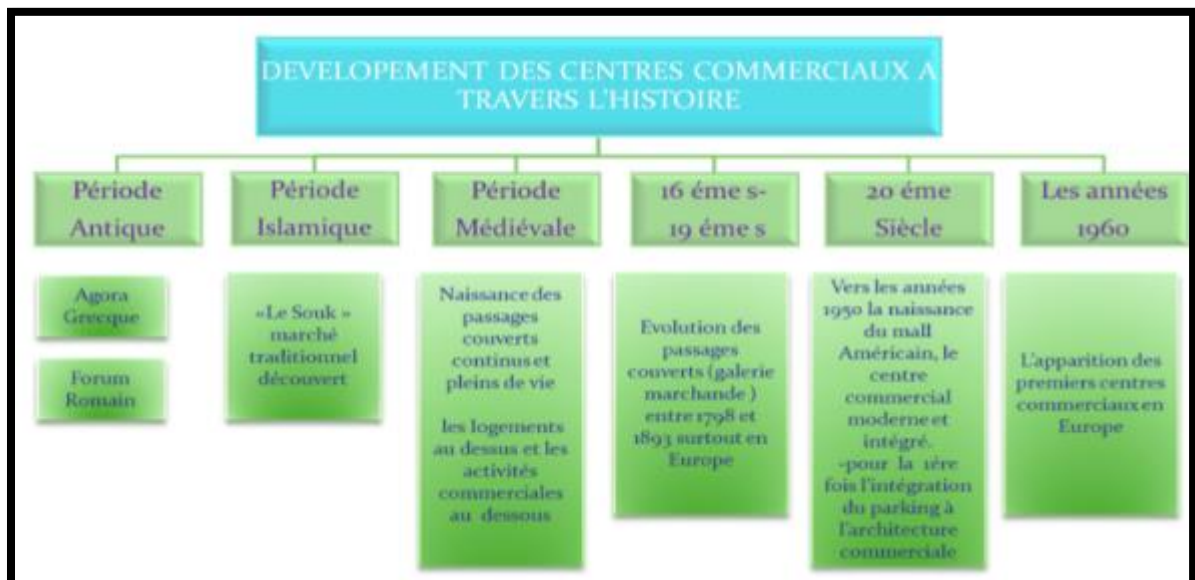 DEVELOPEMENT DES CENTRES COMMERCIAUX A
TRAVERS L'HISTOIRE
Période
Antique
Agora
Grecque
Forum
Romain
Période
Islamique
«Le Souk »
marché
traditionnel
découvert
Période
Médiévale
Naissance des
passages
couverts
continus et
pleins de vie
les logements
au dessus et les
activités
commerciales
au dessous
16 éme s-
19 éme s
Evolution des
passages
couverts (galerie
marchande )
entre 1798 et
1893 surtout en
Europe
20 éme
Siècle
Vers les années
1950 la naissance
du mall
Américain, le
centre
commercial
moderne et
intégré.
-pour la 1ère
fois l'intégration
du parking à
l'architecture
commerciale
Les années
1960
L'apparition des
premiers centres
commerciaux en
Europe